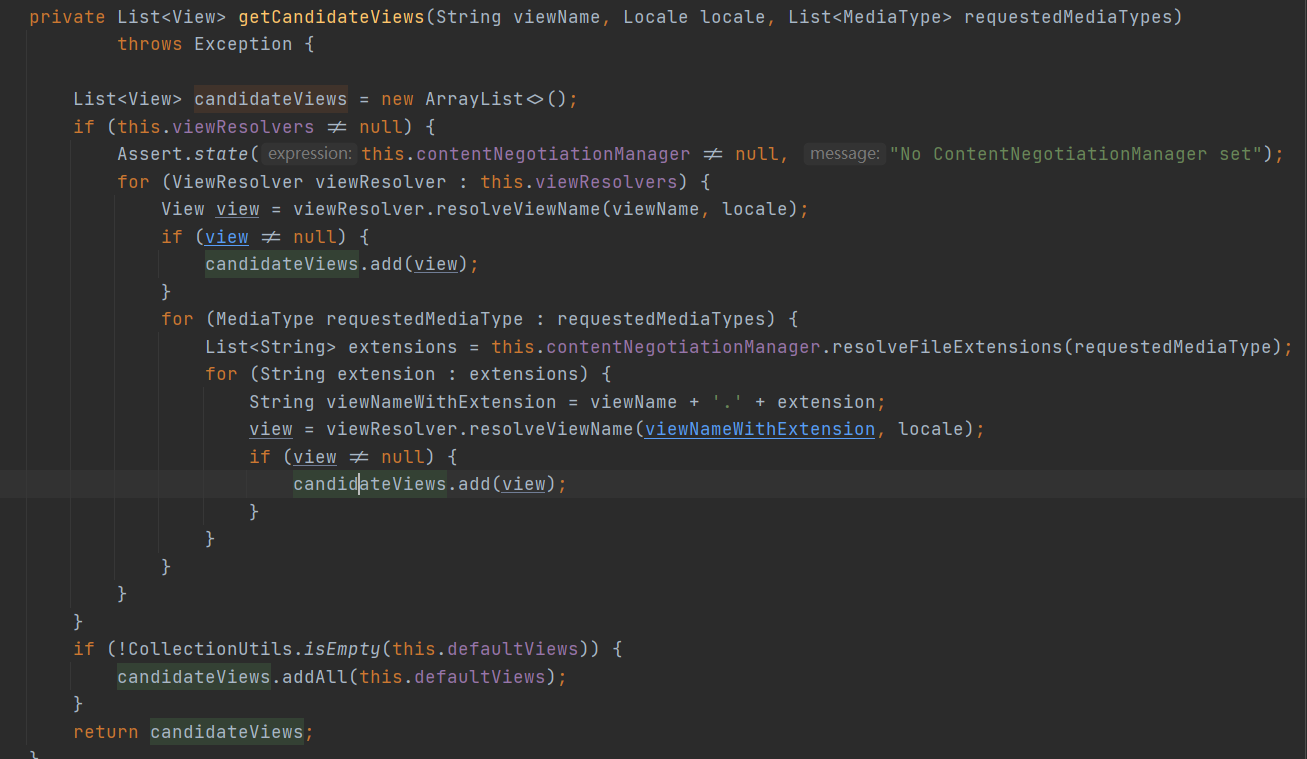 private List<View> getCandidateViews(String viewName, Locale locale, List<MediaType> requestedMediaTypes)
        throws Exception {

    List<View> candidateViews = new ArrayList<>();
    if (this.viewResolvers != null) {
        Assert.state( expression: this.contentNegotiationManager != null, message: "No ContentNegotiationManager set");
        for (ViewResolver viewResolver : this.viewResolvers) {
            View view = viewResolver.resolveViewName(viewName, locale);
            if (view != null) {
                candidateViews.add(view);
            }
            for (MediaType requestedMediaType : requestedMediaTypes) {
                List<String> extensions = this.contentNegotiationManager.resolveFileExtensions(requestedMediaType);
                for (String extension : extensions) {
                    String viewNameWithExtension = viewName + '.' + extension;
                    view = viewResolver.resolveViewName(viewNameWithExtension, locale);
                    if (view != null) {
                        candidateViews.add(view);
                    }
                }
            }
        }
    }
    if (!CollectionUtils.isEmpty(this.defaultViews)) {
        candidateViews.addAll(this.defaultViews);
    }
    return candidateViews;
}